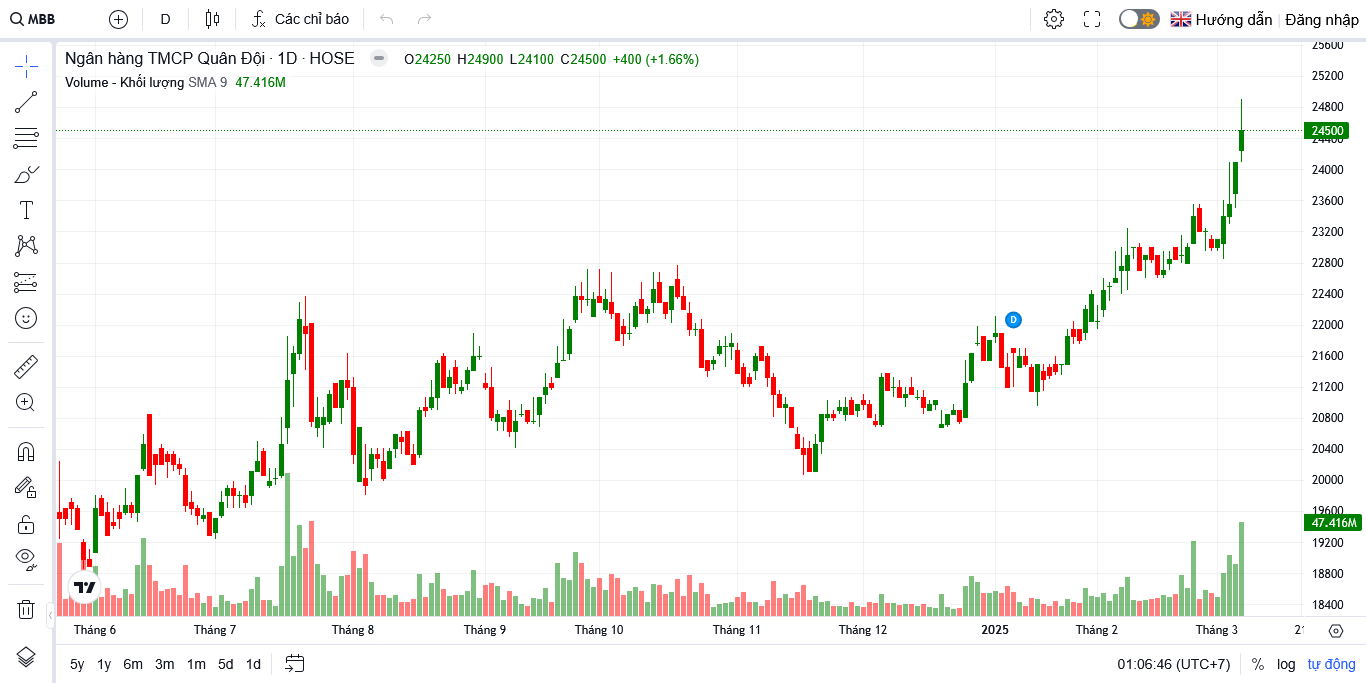 MBB D Các chỉ báo Hướng dẫn Đăng nhập
Ngân hàng TMCP Quân Đội · 1D · HOSE O24250 H24900 L24100 C24500 +400 (+1.66%)
Volume - Khối lượng SMA 9 47.416M
25600
25200
24800
24500
24400
24000
23600
23200
22800
22400
22000
D
21600
21200
20800
20400
20000
19600
47.416M
19200
18800
18400
Tháng 6 Tháng 7 Tháng 8 Tháng 9 Tháng 10 Tháng 11 Tháng 12 2025 Tháng 2 Tháng 3 21
5y 1y 6m 3m 1m 5d 1d 01:06:46 (UTC+7) % log tự động